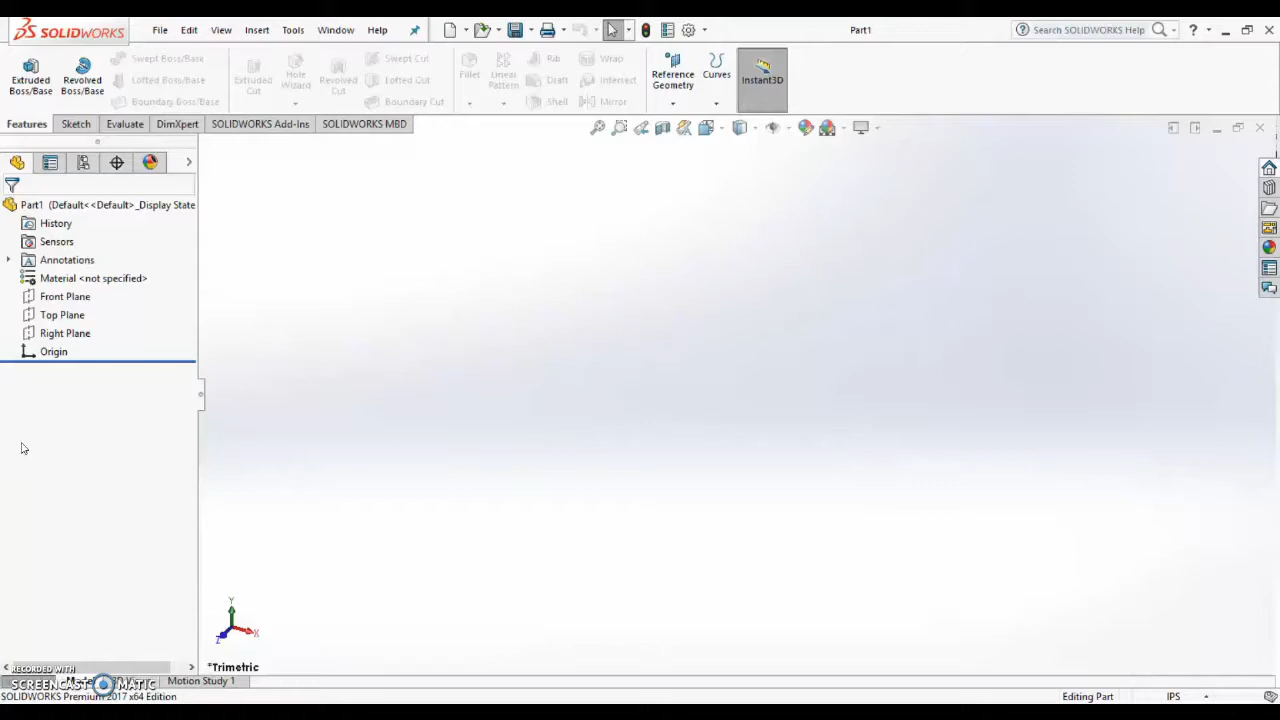 SOLIDWORKS File Edit View Insert Tools Window Help Part1 Search SOLIDWORKS Help ?
Extruded Boss/Base
Revolved Boss/Base
Swept Boss/Base
Lofted Boss/Base
Boundary Boss/Base
Extruded Cut
Hole Wizard
Revolved Cut
Swept Cut
Lofted Cut
Boundary Cut
Fillet
Linear Pattern
Rib
Draft
Shell
Wrap
Intersect
Mirror
Reference Geometry
Curves
Instant3D
Features Sketch Evaluate DimXpert SOLIDWORKS Add-Ins SOLIDWORKS MBD
Part1 (Default<<Default>_Display State
History
Sensors
Annotations
Material <not specified>
Front Plane
Top Plane
Right Plane
Origin
Y
X
Z
*Trimetric
RECORDED WITH
SCREENCAST MATIC
Motion Study 1
SOLIDWORKS Premium 2017 x64 Edition Editing Part IPS